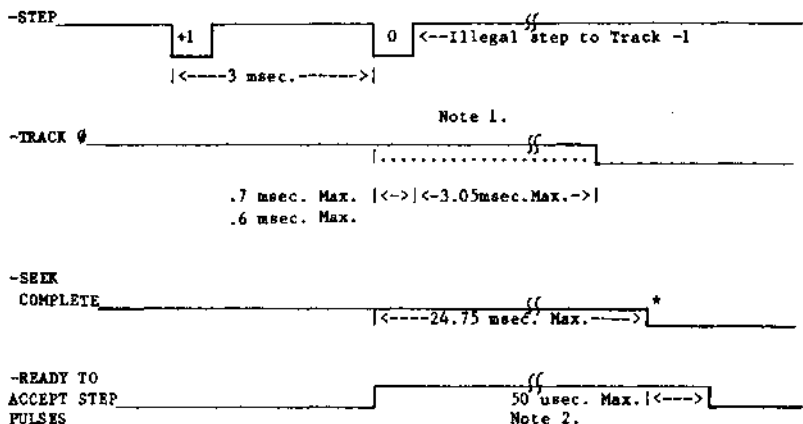 -STEP
+1
0
<--Illegal step to Track -1
|<----3 msec.------>|
Note 1.
-TRACK Ø
.7 msec. Max. |<->|<-3.05msec.Max.->|
.6 msec. Max.
-SEEK
COMPLETE
*
|<----24.75 msec. Max. --->
-READY TO
ACCEPT STEP
PULSES
50 usec. Max.|<--->|
Note 2.